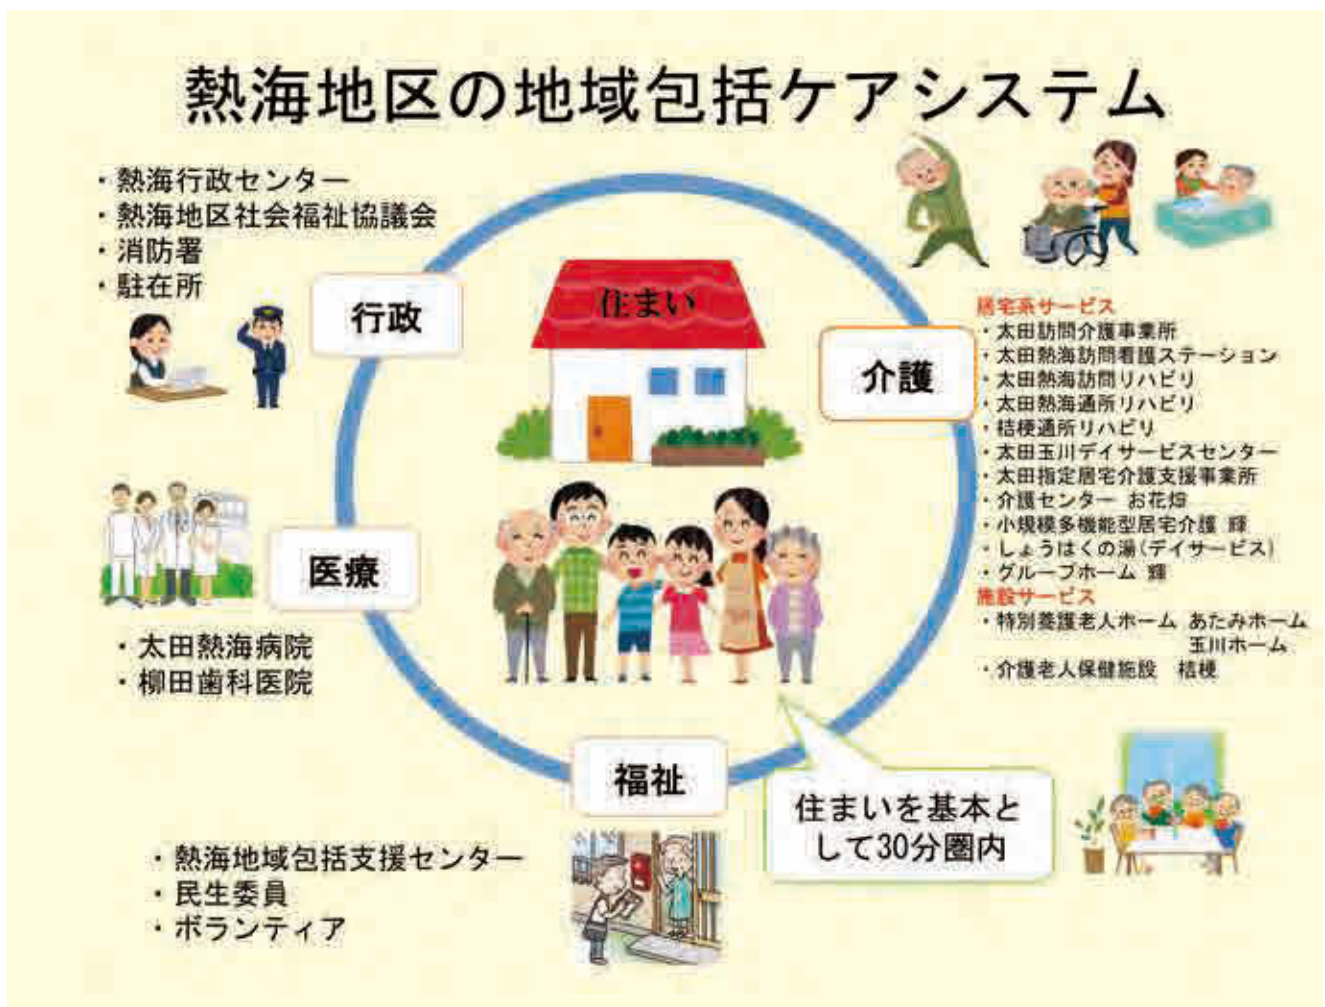 熱海地区の地域包括ケアシステム
・熱海行政センター
・熱海地区社会福祉協議会
・消防署
・駐在所
行政
住まい
介護
居宅系サービス
・太田訪問介護事業所
・太田熱海訪問看護ステーション
・太田熱海訪問リハビリ
・太田熱海通所リハビリ
・桔梗通所リハビリ
・太田玉川デイサービスセンター
・太田指定居宅介護支援事業所
・介護センター お花畑
・小規模多機能型居宅介護 輝
・しょうはくの湯(デイサービス)
・グループホーム 輝
施設サービス
・特別養護老人ホーム あたみホーム
玉川ホーム
・介護老人保健施設 桔梗
医療
・太田熱海病院
・柳田歯科医院
福祉
・熱海地域包括支援センター
・民生委員
・ボランティア
住まいを基本と
して30分圏内